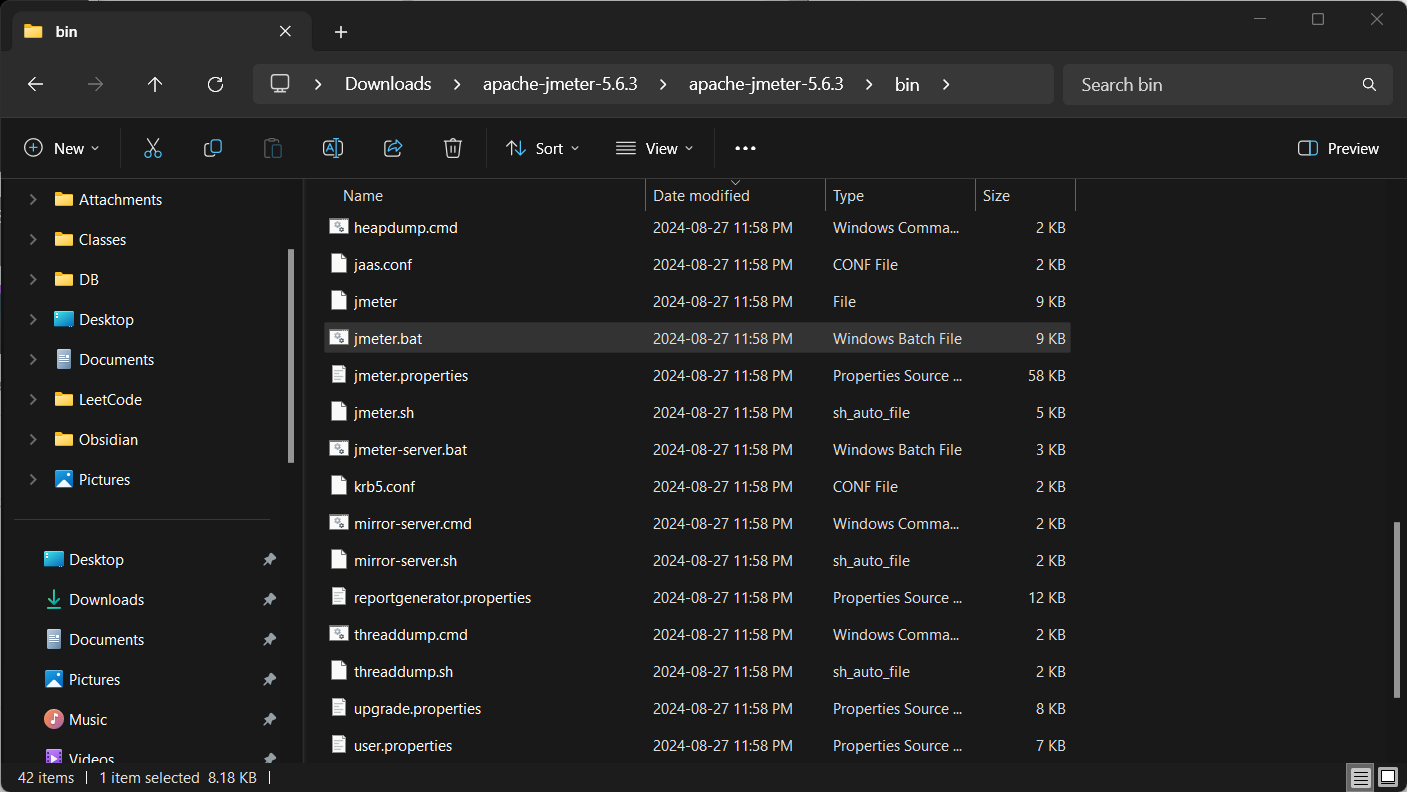 bin
Downloads apache-jmeter-5.6.3 apache-jmeter-5.6.3 bin Search bin
New Sort View Preview
Attachments
Classes
DB
Desktop
Documents
LeetCode
Obsidian
Pictures
Desktop
Downloads
Documents
Pictures
Music
Videos
Name Date modified Type Size
heapdump.cmd 2024-08-27 11:58 PM Windows Comma... 2 KB
jaas.conf 2024-08-27 11:58 PM CONF File 2 KB
jmeter 2024-08-27 11:58 PM File 9 KB
jmeter.bat 2024-08-27 11:58 PM Windows Batch File 9 KB
jmeter.properties 2024-08-27 11:58 PM Properties Source ... 58 KB
jmeter.sh 2024-08-27 11:58 PM sh_auto_file 5 KB
jmeter-server.bat 2024-08-27 11:58 PM Windows Batch File 3 KB
krb5.conf 2024-08-27 11:58 PM CONF File 2 KB
mirror-server.cmd 2024-08-27 11:58 PM Windows Comma... 2 KB
mirror-server.sh 2024-08-27 11:58 PM sh_auto_file 2 KB
reportgenerator.properties 2024-08-27 11:58 PM Properties Source ... 12 KB
threaddump.cmd 2024-08-27 11:58 PM Windows Comma... 2 KB
threaddump.sh 2024-08-27 11:58 PM sh_auto_file 2 KB
upgrade.properties 2024-08-27 11:58 PM Properties Source ... 8 KB
user.properties 2024-08-27 11:58 PM Properties Source ... 7 KB
42 items 1 item selected 8.18 KB